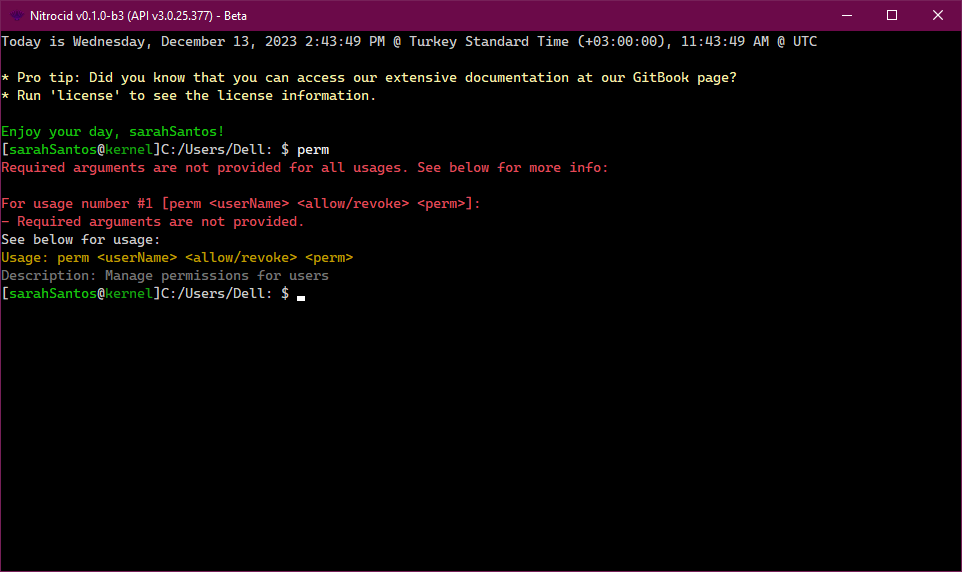 Nitrocid v0.1.0-b3 (API v3.0.25.377) - Beta
Today is Wednesday, December 13, 2023 2:43:49 PM @ Turkey Standard Time (+03:00:00), 11:43:49 AM @ UTC
* Pro tip: Did you know that you can access our extensive documentation at our GitBook page?
* Run 'license' to see the license information.
Enjoy your day, sarahSantos!
[sarahSantos@kernel]C:/Users/Dell: $ perm
Required arguments are not provided for all usages. See below for more info:
For usage number #1 [perm <userName> <allow/revoke> <perm>]:
- Required arguments are not provided.
See below for usage:
Usage: perm <userName> <allow/revoke> <perm>
Description: Manage permissions for users
[sarahSantos@kernel]C:/Users/Dell: $